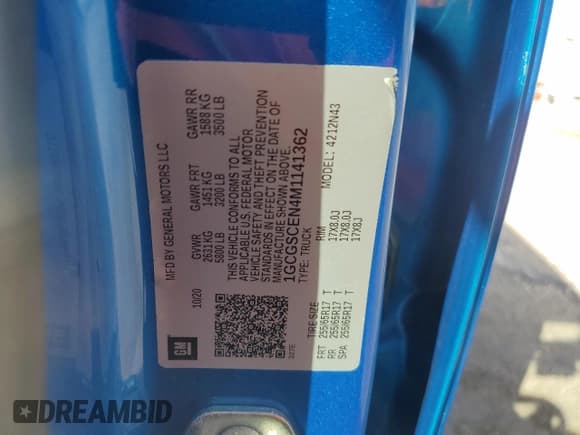 MFD BY GENERAL MOTORS LLC
10/20
GVWR
2631 KG
5800 LB
GAWR FRT
1451 KG
3200 LB
GAWR RR
1588 KG
3500 LB
THIS VEHICLE CONFORMS TO ALL
APPLICABLE U.S. FEDERAL MOTOR
VEHICLE SAFETY AND THEFT PREVENTION
STANDARDS IN EFFECT ON THE DATE OF
MANUFACTURE SHOWN ABOVE.
1GCGSCEN4M1141362
TYPE: TRUCK
MODEL: 4212N43
TIRE SIZE
RIM
FRT 255/65R17 T 17X8.0J
RR 255/65R17 T 17X8.0J
SPA 255/65R17 T 17X8J
GM
DREAMBID